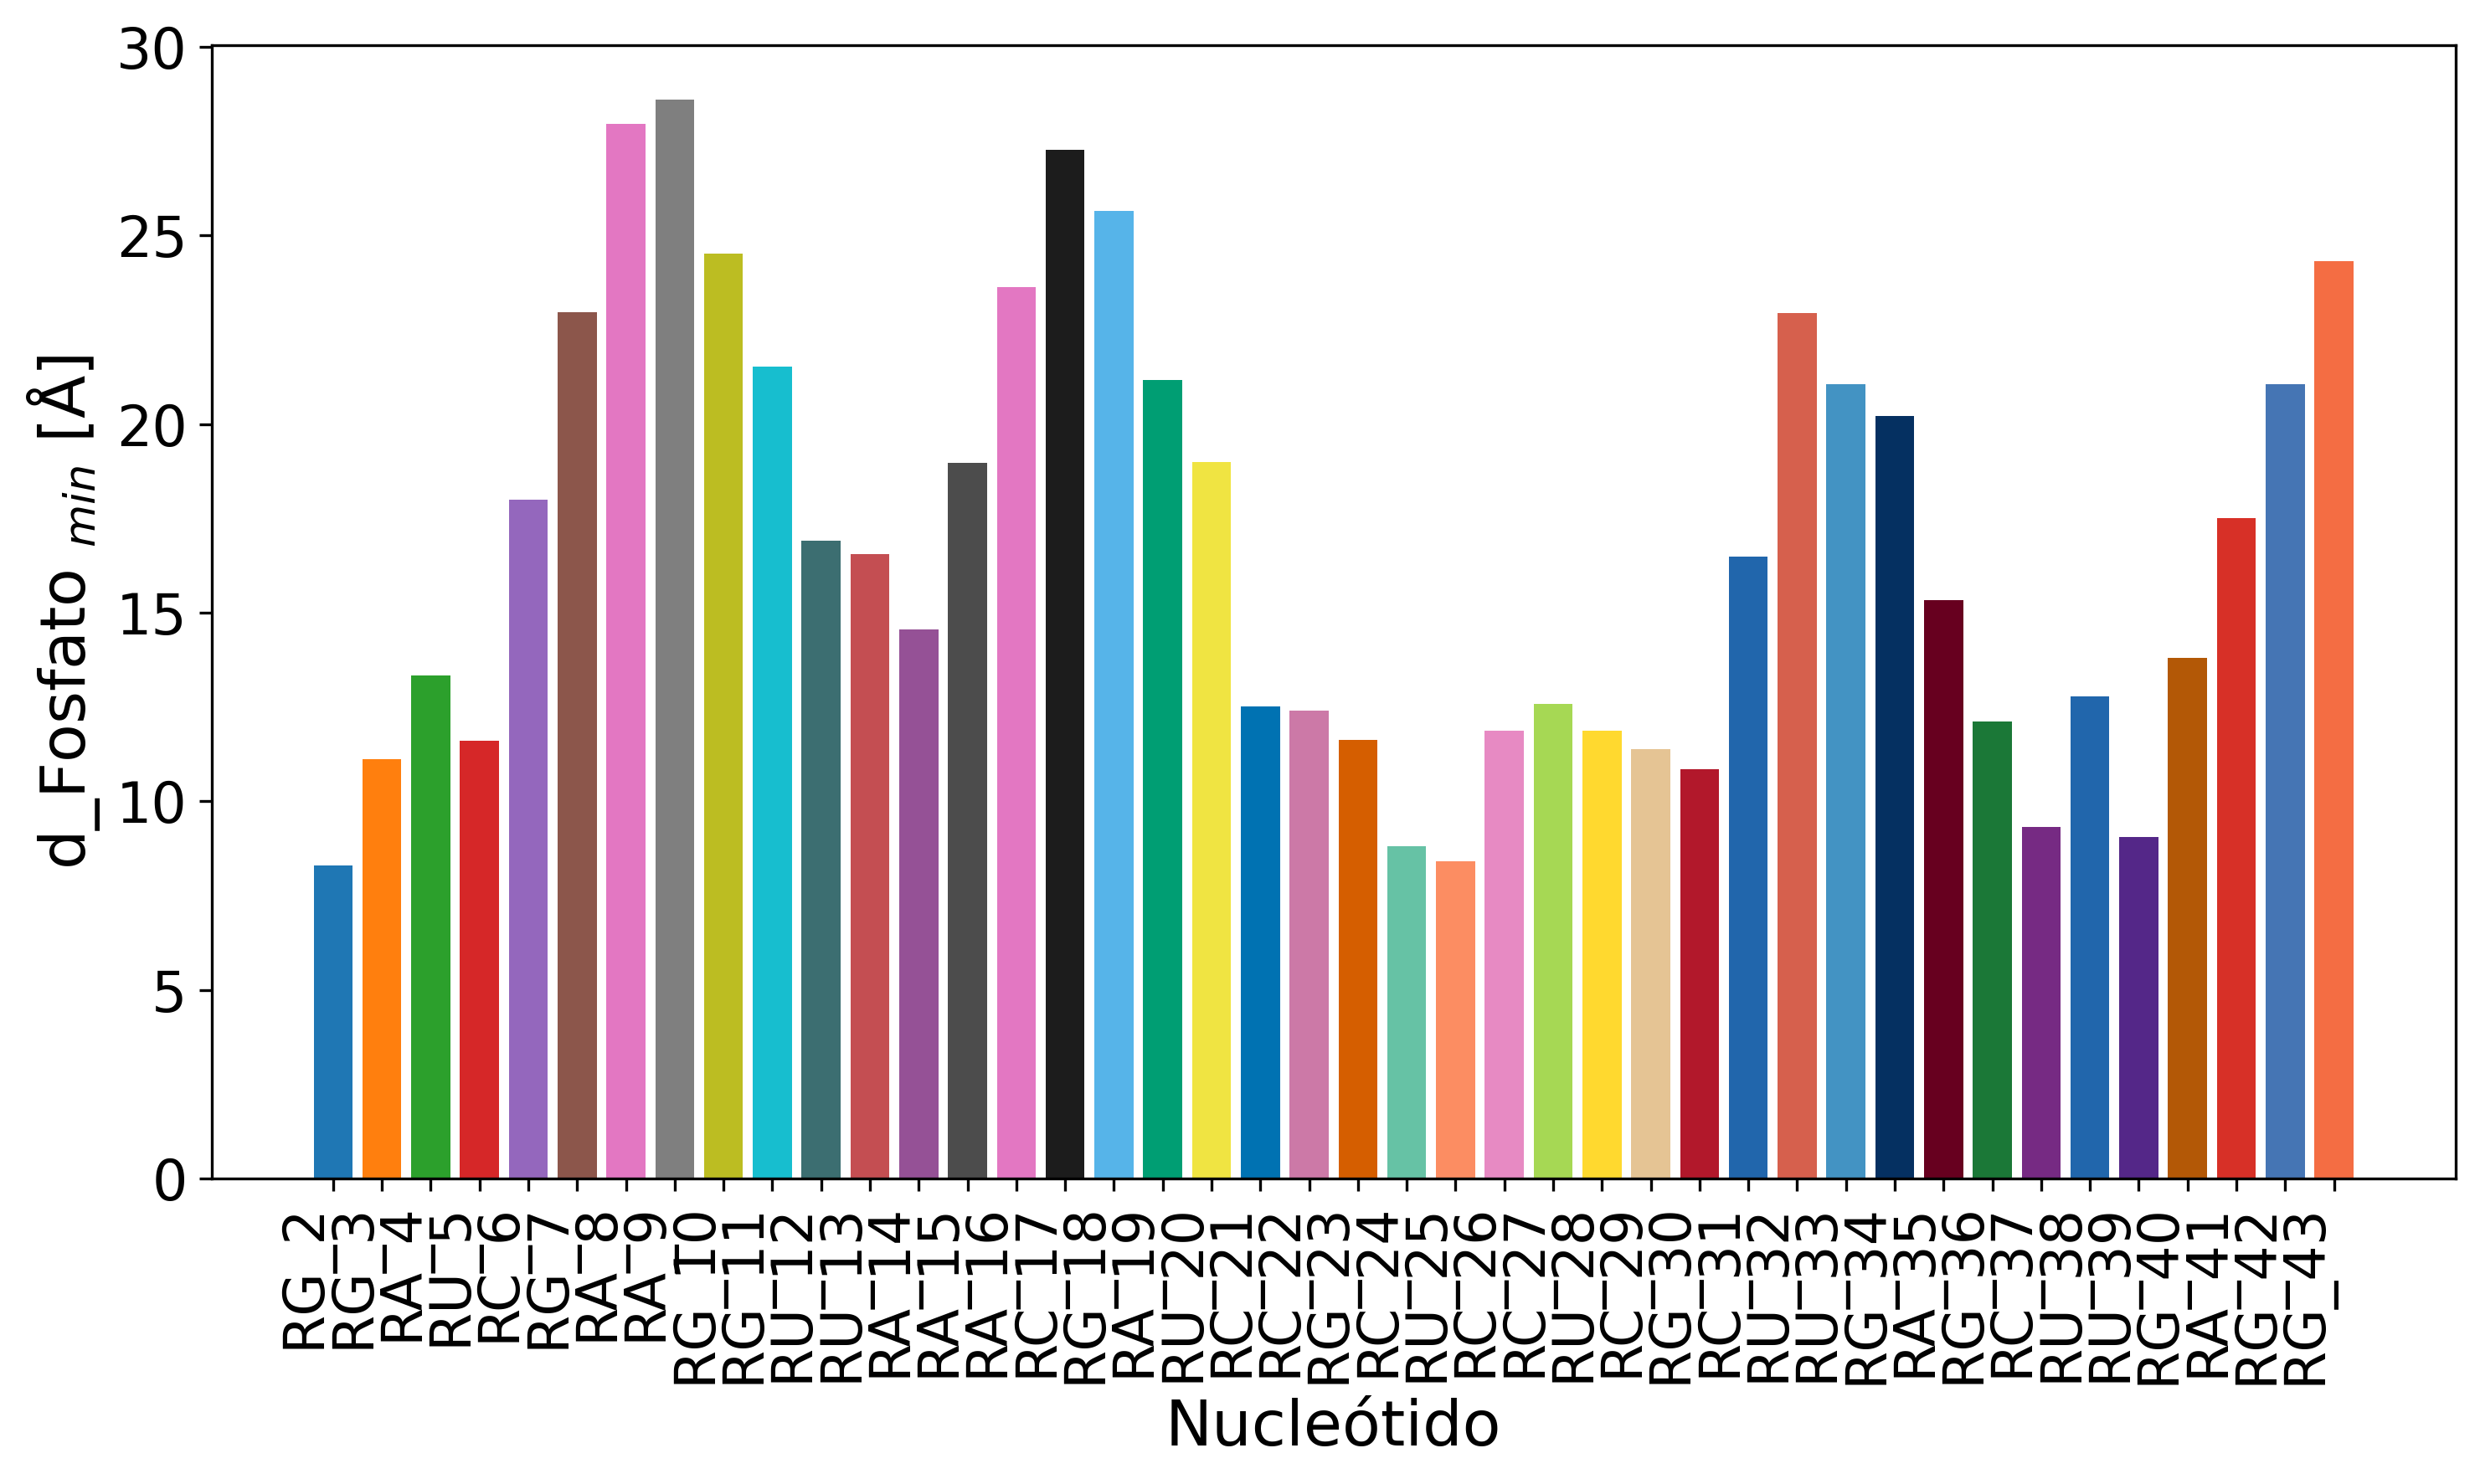 30
25
20
15
10
5
0
d_Fosfato min [Å]
RG_2
RG_3
RA_4
RU_5
RC_6
RG_7
RA_8
RA_9
RG_10
RG_11
RU_12
RU_13
RA_14
RA_15
RA_16
RC_17
RG_18
RA_19
RU_20
RC_21
RC_22
RG_23
RC_24
RU_25
RC_26
RC_27
RU_28
RC_29
RG_30
RC_31
RU_32
RU_33
RG_34
RA_35
RG_36
RC_37
RU_38
RU_39
RG_40
RA_41
RG_42
RG_43
Nucleótido